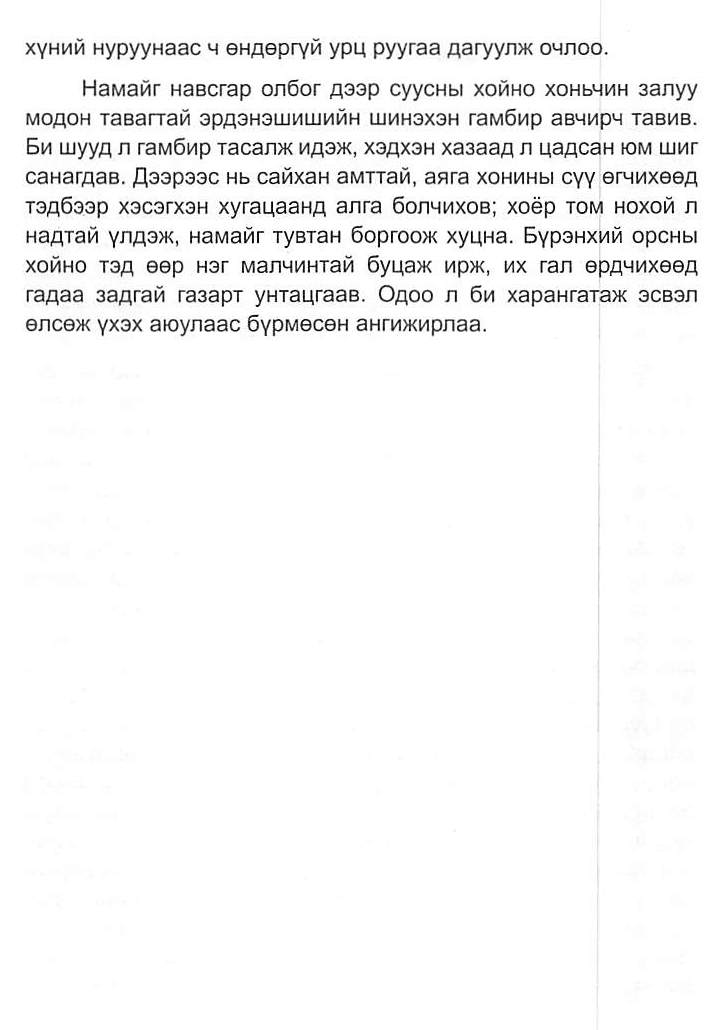 хүний нуруунаас ч өндөргүй урц руугаа дагуулж очлоо.
Намайг навсгар олбог дээр суусны хойно хоньчин залуу
модон тавагтай эрдэнэшишийн шинэхэн гамбир авчирч тавив.
Би шууд л гамбир тасалж идэж, хэдхэн хазаад л цадсан юм шиг
санагдав. Дээрээс нь сайхан амттай, аяга хонины сүү өгчихөөд
тэдбээр хэсэгхэн хугацаанд алга болчихов; хоёр том нохой л
надтай үлдэж, намайг тувтан боргоож хуцна. Бүрэнхий орсны
хойно тэд өөр нэг малчинтай буцаж ирж, их гал өрдчихөөд
гадаа задгай газарт унтацгаав. Одоо л би харангатаж эсвэл
өлсөж үхэх аюулаас бүрмөсөн ангижирлаа.